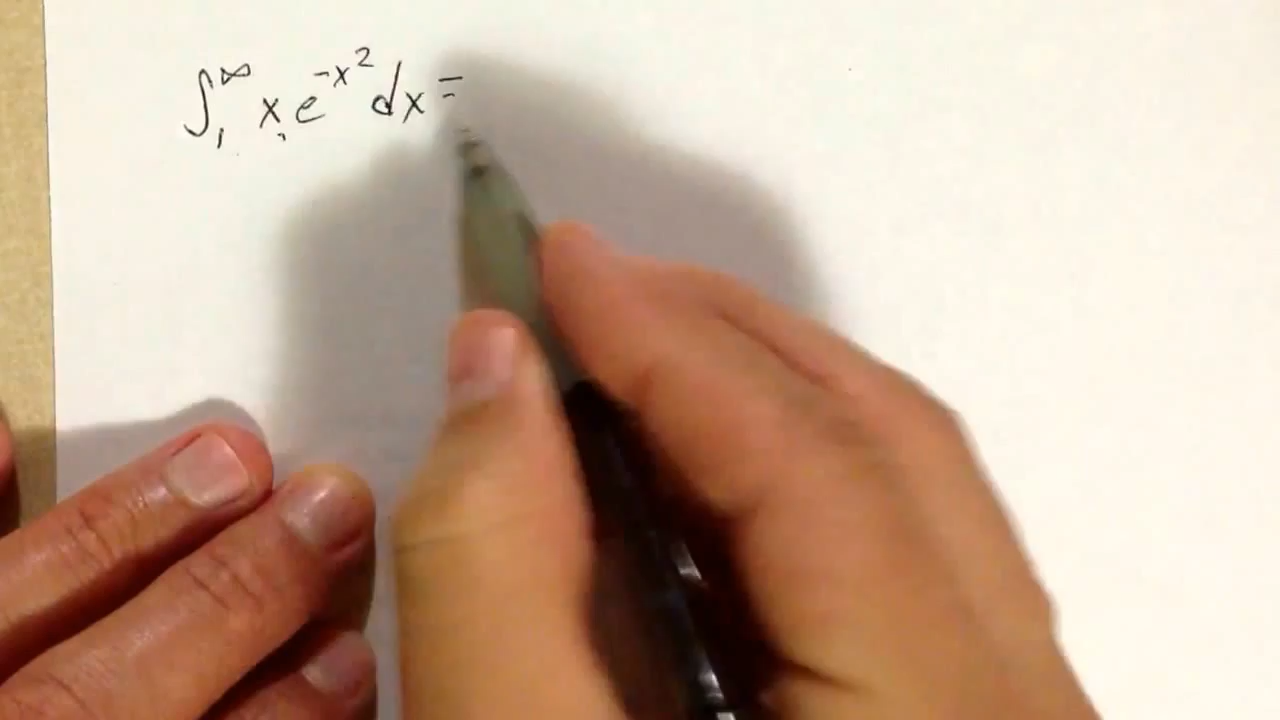 ∫₁^∞ x e^{-x²} dx =